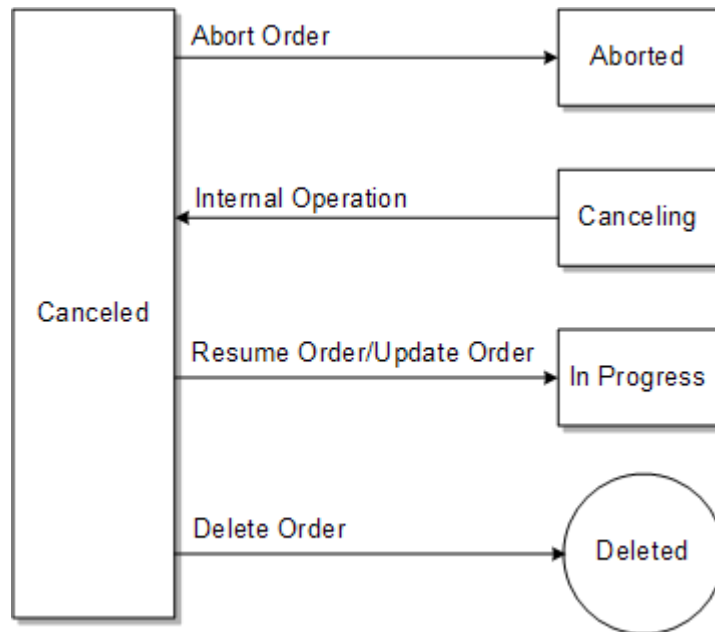 Abort Order
Aborted
Internal Operation
Canceling
Canceled
Resume Order/Update Order
In Progress
Delete Order
Deleted